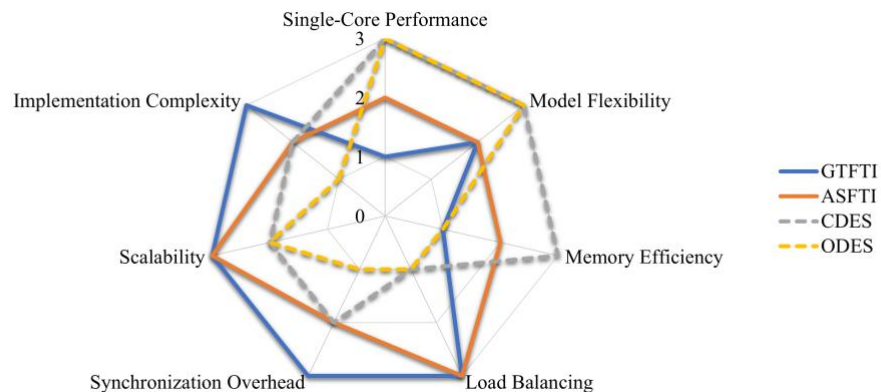 Single-Core Performance
3
2
1
0
Model Flexibility
Memory Efficiency
Load Balancing
Synchronization Overhead
Scalability
Implementation Complexity
GTFTI
ASFTI
CDES
ODES